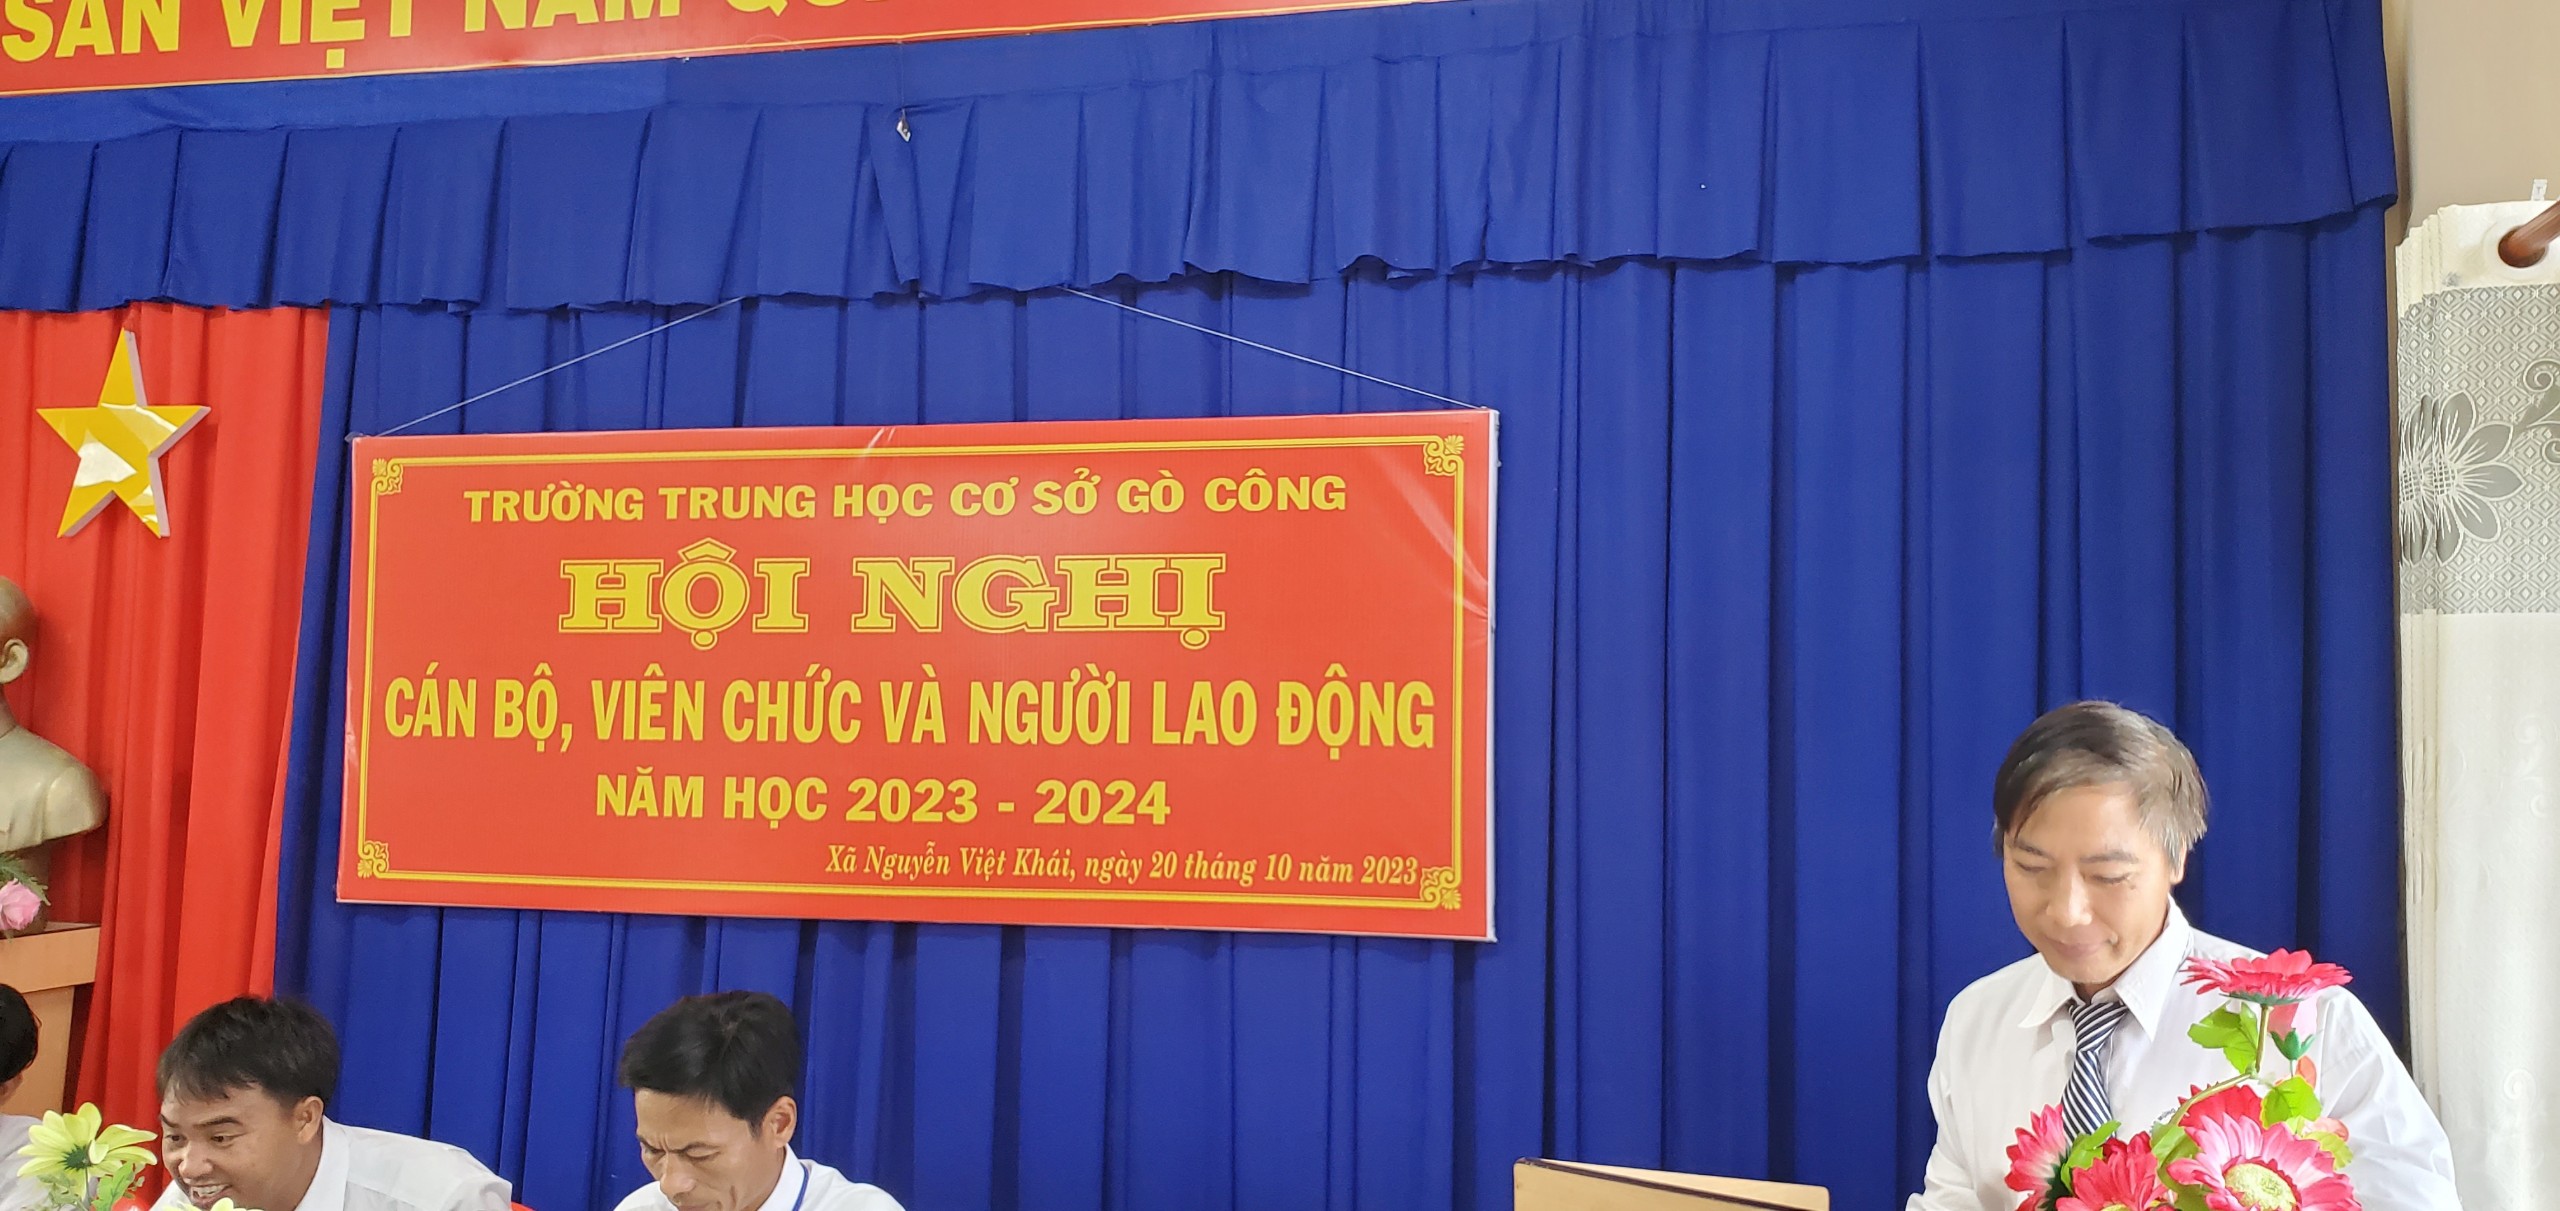 SẢN VIỆT NAM
TRƯỜNG TRUNG HỌC CƠ SỞ GÒ CÔNG
HỘI NGHỊ
CÁN BỘ, VIÊN CHỨC VÀ NGƯỜI LAO ĐỘNG
NĂM HỌC 2023 - 2024
Xã Nguyễn Việt Khái, ngày 20 tháng 10 năm 2023